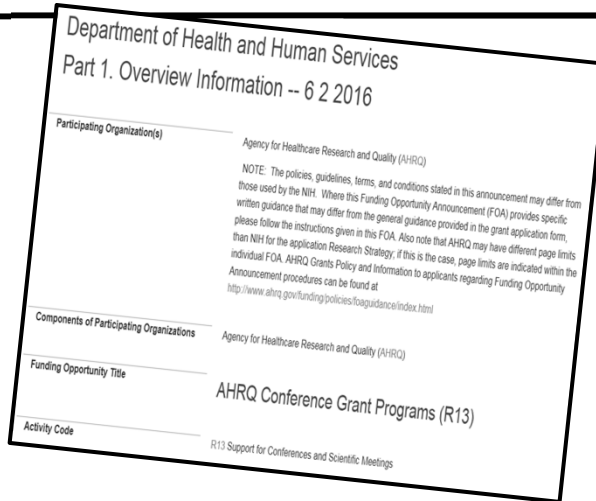 Department of Health and Human Services
Part 1. Overview Information -- 6 2 2016
Participating Organization(s)
Agency for Healthcare Research and Quality (AHRQ)
NOTE: The policies, guidelines, terms, and conditions stated in this announcement may differ from
those used by the NIH. Where this Funding Opportunity Announcement (FOA) provides specific
written guidance that may differ from the general guidance provided in the grant application form,
please follow the instructions given in this FOA. Also note that AHRQ may have different page limits
than NIH for the application Research Strategy; if this is the case, page limits are indicated within the
individual FOA. AHRQ Grants Policy and Information to applicants regarding Funding Opportunity
Announcement procedures can be found at
http://www.ahrq.gov/funding/policies/foaguidance/index.html
Components of Participating Organizations
Agency for Healthcare Research and Quality (AHRQ)
Funding Opportunity Title
AHRQ Conference Grant Programs (R13)
Activity Code
R13 Support for Conferences and Scientific Meetings